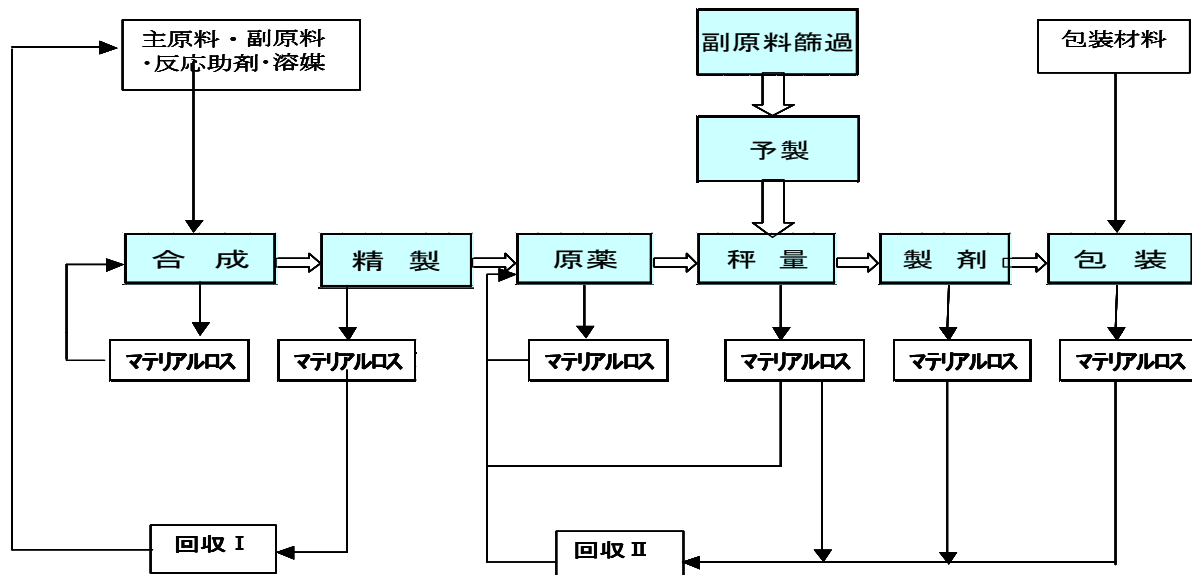 主原料・副原料
・反応助剤・溶媒
副原料篩過
包装材料
予製
合 成
精 製
原薬
秤 量
製 剤
包 装
マテリアルロス
マテリアルロス
マテリアルロス
マテリアルロス
マテリアルロス
マテリアルロス
回収Ⅰ
回収Ⅱ